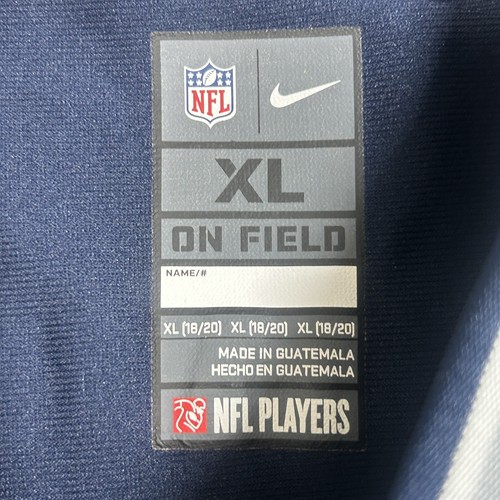 NFL
XL
ON FIELD
NAME/#
XL (18/20) XL (18/20) XL (18/20)
MADE IN GUATEMALA
HECHO EN GUATEMALA
NFL PLAYERS